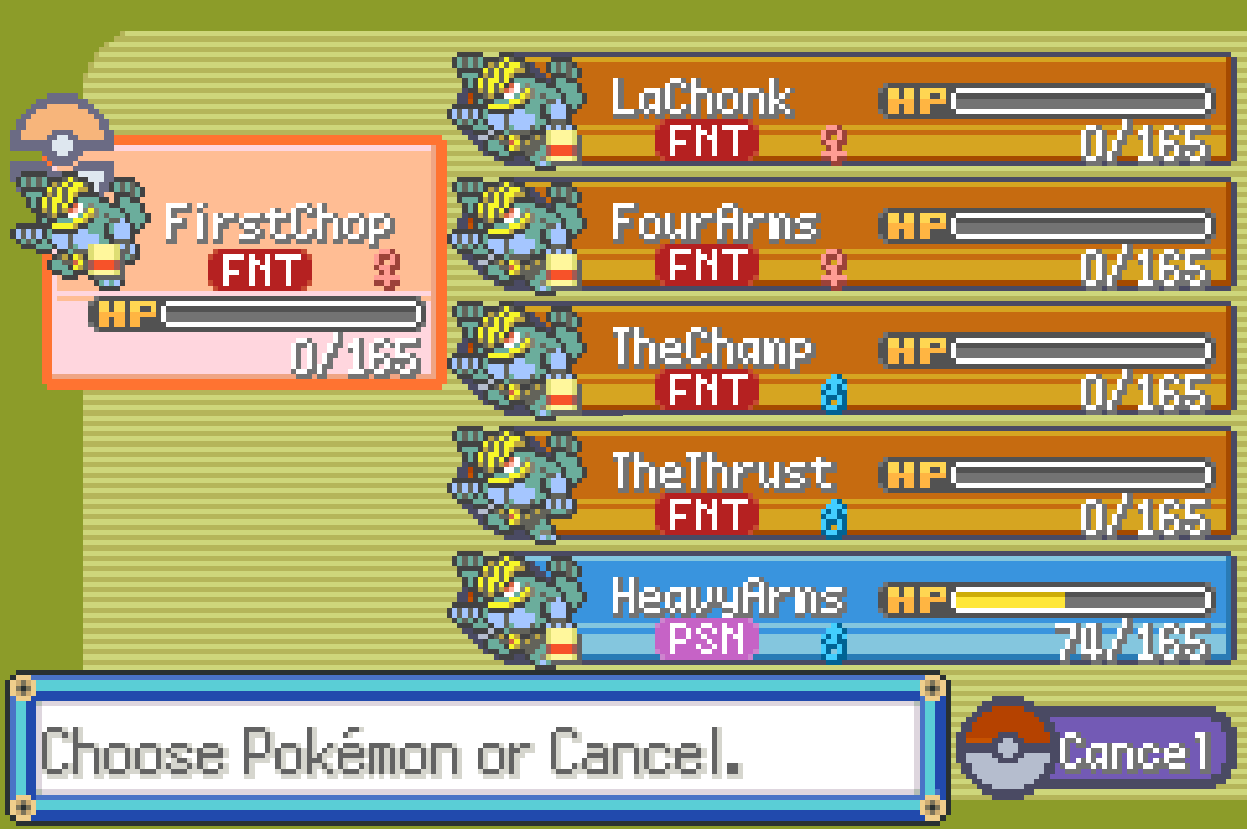 FirstChop
FNT ♀
HP
0/165
LaChonk HP
FNT ♀ 0/165
FourArms HP
FNT ♀ 0/165
TheChamp HP
FNT ♂ 0/165
TheThrust HP
FNT ♂ 0/165
HeavyArms HP
PSN ♂ 70/165
Choose Pokémon or Cancel.
Cancel